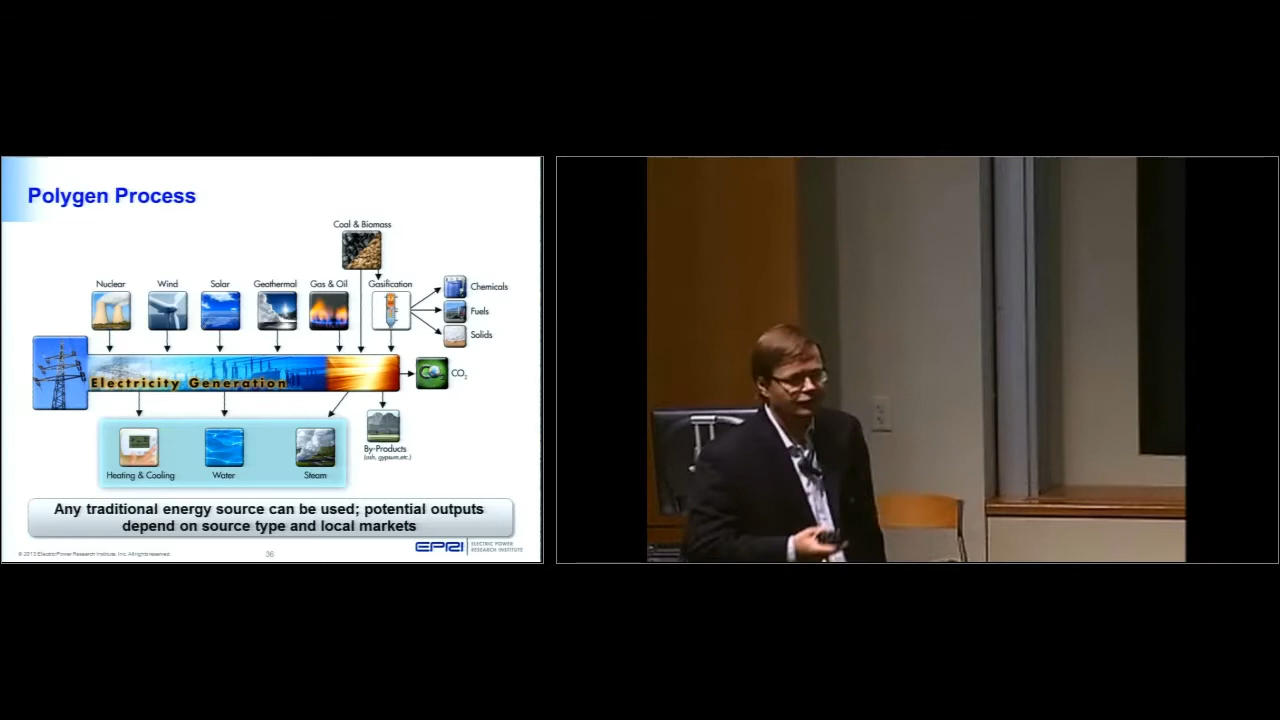 Polygen Process
Coal & Biomass
Nuclear
Wind
Solar
Geothermal
Gas & Oil
Gasification
Chemicals
Fuels
Solids
Electricity Generation
CO2
By-Products
(ash, gypsum, etc.)
Heating & Cooling
Water
Steam
Any traditional energy source can be used; potential outputs
depend on source type and local markets
© 2013 Electric Power Research Institute, Inc. All rights reserved.
36
EPRI
ELECTRIC POWER
RESEARCH INSTITUTE